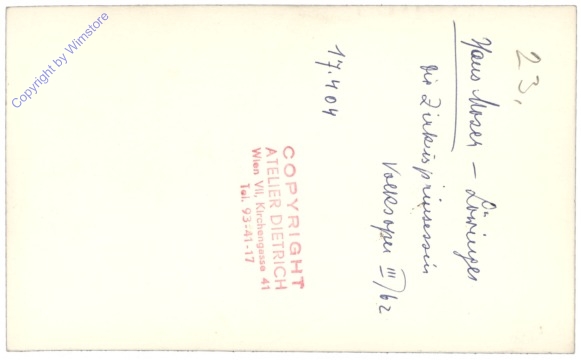 23.
Hans Moser - Löwinger
die Zirkusprinzessin
Volksoper III/62
17.404
COPYRIGHT
ATELIER DIETRICH
Wien VII, Kirchengasse 41
Tel. 93-41-17
Copyright by Wimstore